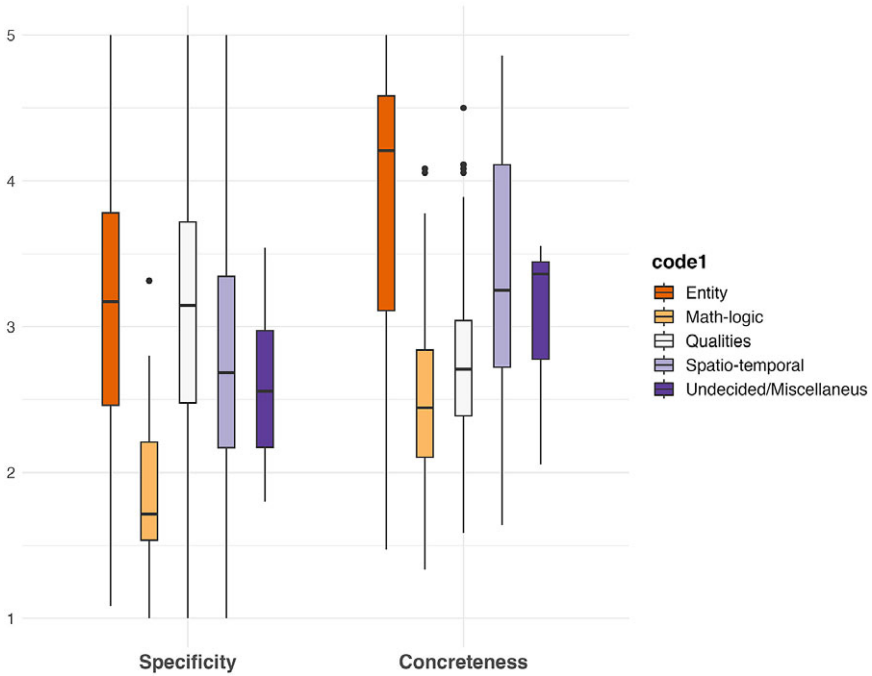 5
4
3
2
1
Specificity
Concreteness
code1
Entity
Math-logic
Qualities
Spatio-temporal
Undecided/Miscellaneus